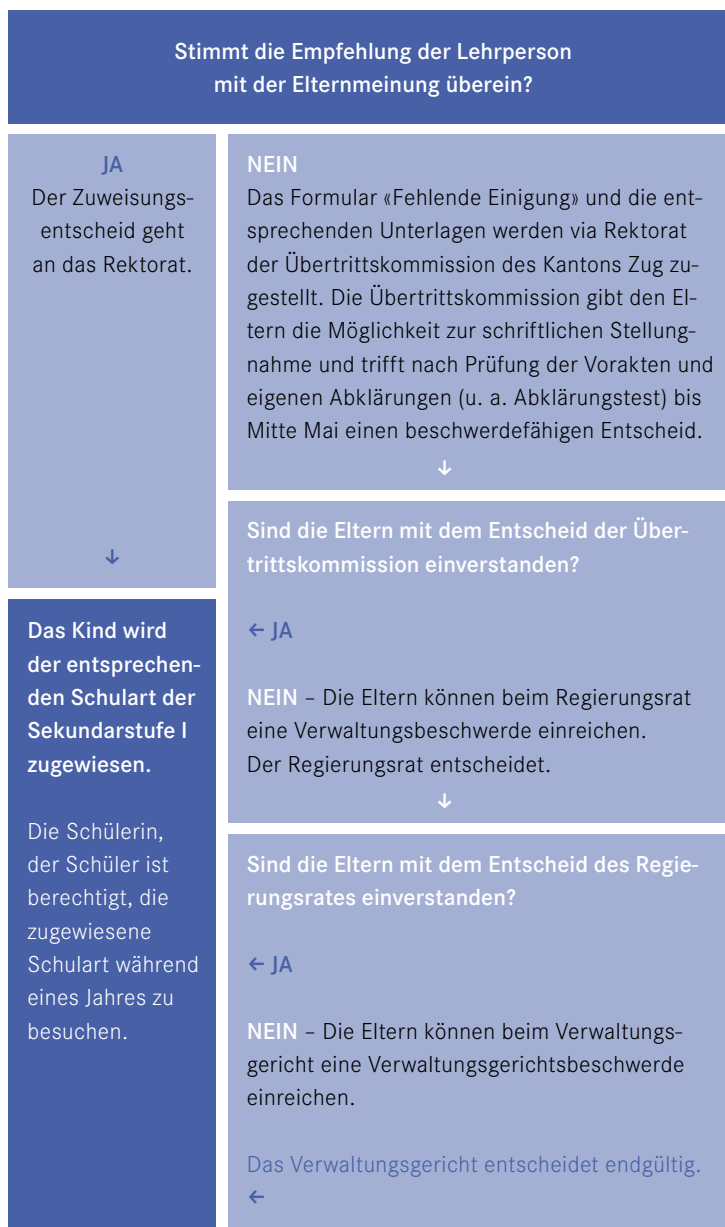 Stimmt die Empfehlung der Lehrperson
mit der Elternmeinung überein?
JA
Der Zuweisungs-
entscheid geht
an das Rektorat.
↓
NEIN
Das Formular «Fehlende Einigung» und die ent-
sprechenden Unterlagen werden via Rektorat
der Übertrittskommission des Kantons Zug zu-
gestellt. Die Übertrittskommission gibt den El-
tern die Möglichkeit zur schriftlichen Stellung-
nahme und trifft nach Prüfung der Vorakten und
eigenen Abklärungen (u. a. Abklärungstest) bis
Mitte Mai einen beschwerdefähigen Entscheid.
↓
Sind die Eltern mit dem Entscheid der Über-
trittskommission einverstanden?
← JA
NEIN – Die Eltern können beim Regierungsrat
eine Verwaltungsbeschwerde einreichen.
Der Regierungsrat entscheidet.
↓
Sind die Eltern mit dem Entscheid des Regie-
rungsrates einverstanden?
← JA
NEIN – Die Eltern können beim Verwaltungs-
gericht eine Verwaltungsgerichtsbeschwerde
einreichen.
Das Verwaltungsgericht entscheidet endgültig.
←
Das Kind wird
der entsprechen-
den Schulart der
Sekundarstufe I
zugewiesen.
Die Schülerin,
der Schüler ist
berechtigt, die
zugewiesene
Schulart während
eines Jahres zu
besuchen.